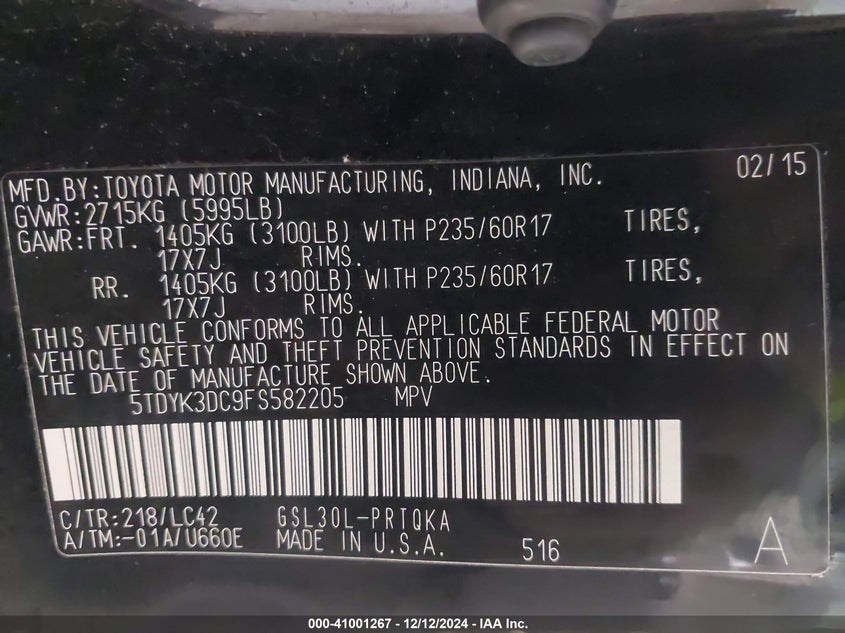 MFD.BY:TOYOTA MOTOR MANUFACTURING, INDIANA, INC. 02/15
GVWR:2715KG (5995LB)
GAWR:FRT. 1405KG (3100LB) WITH P235/60R17 TIRES,
17X7J RIMS.
RR. 1405KG (3100LB) WITH P235/60R17 TIRES,
17X7J RIMS.
THIS VEHICLE CONFORMS TO ALL APPLICABLE FEDERAL MOTOR
VEHICLE SAFETY AND THEFT PREVENTION STANDARDS IN EFFECT ON
THE DATE OF MANUFACTURE SHOWN ABOVE.
5TDYK3DC9FS582205 MPV
C/TR:218/LC42 GSL30L-PRTQKA
A/TM:-01A/U660E MADE IN U.S.A. 516 A
000-41001267 - 12/12/2024 - IAA Inc.